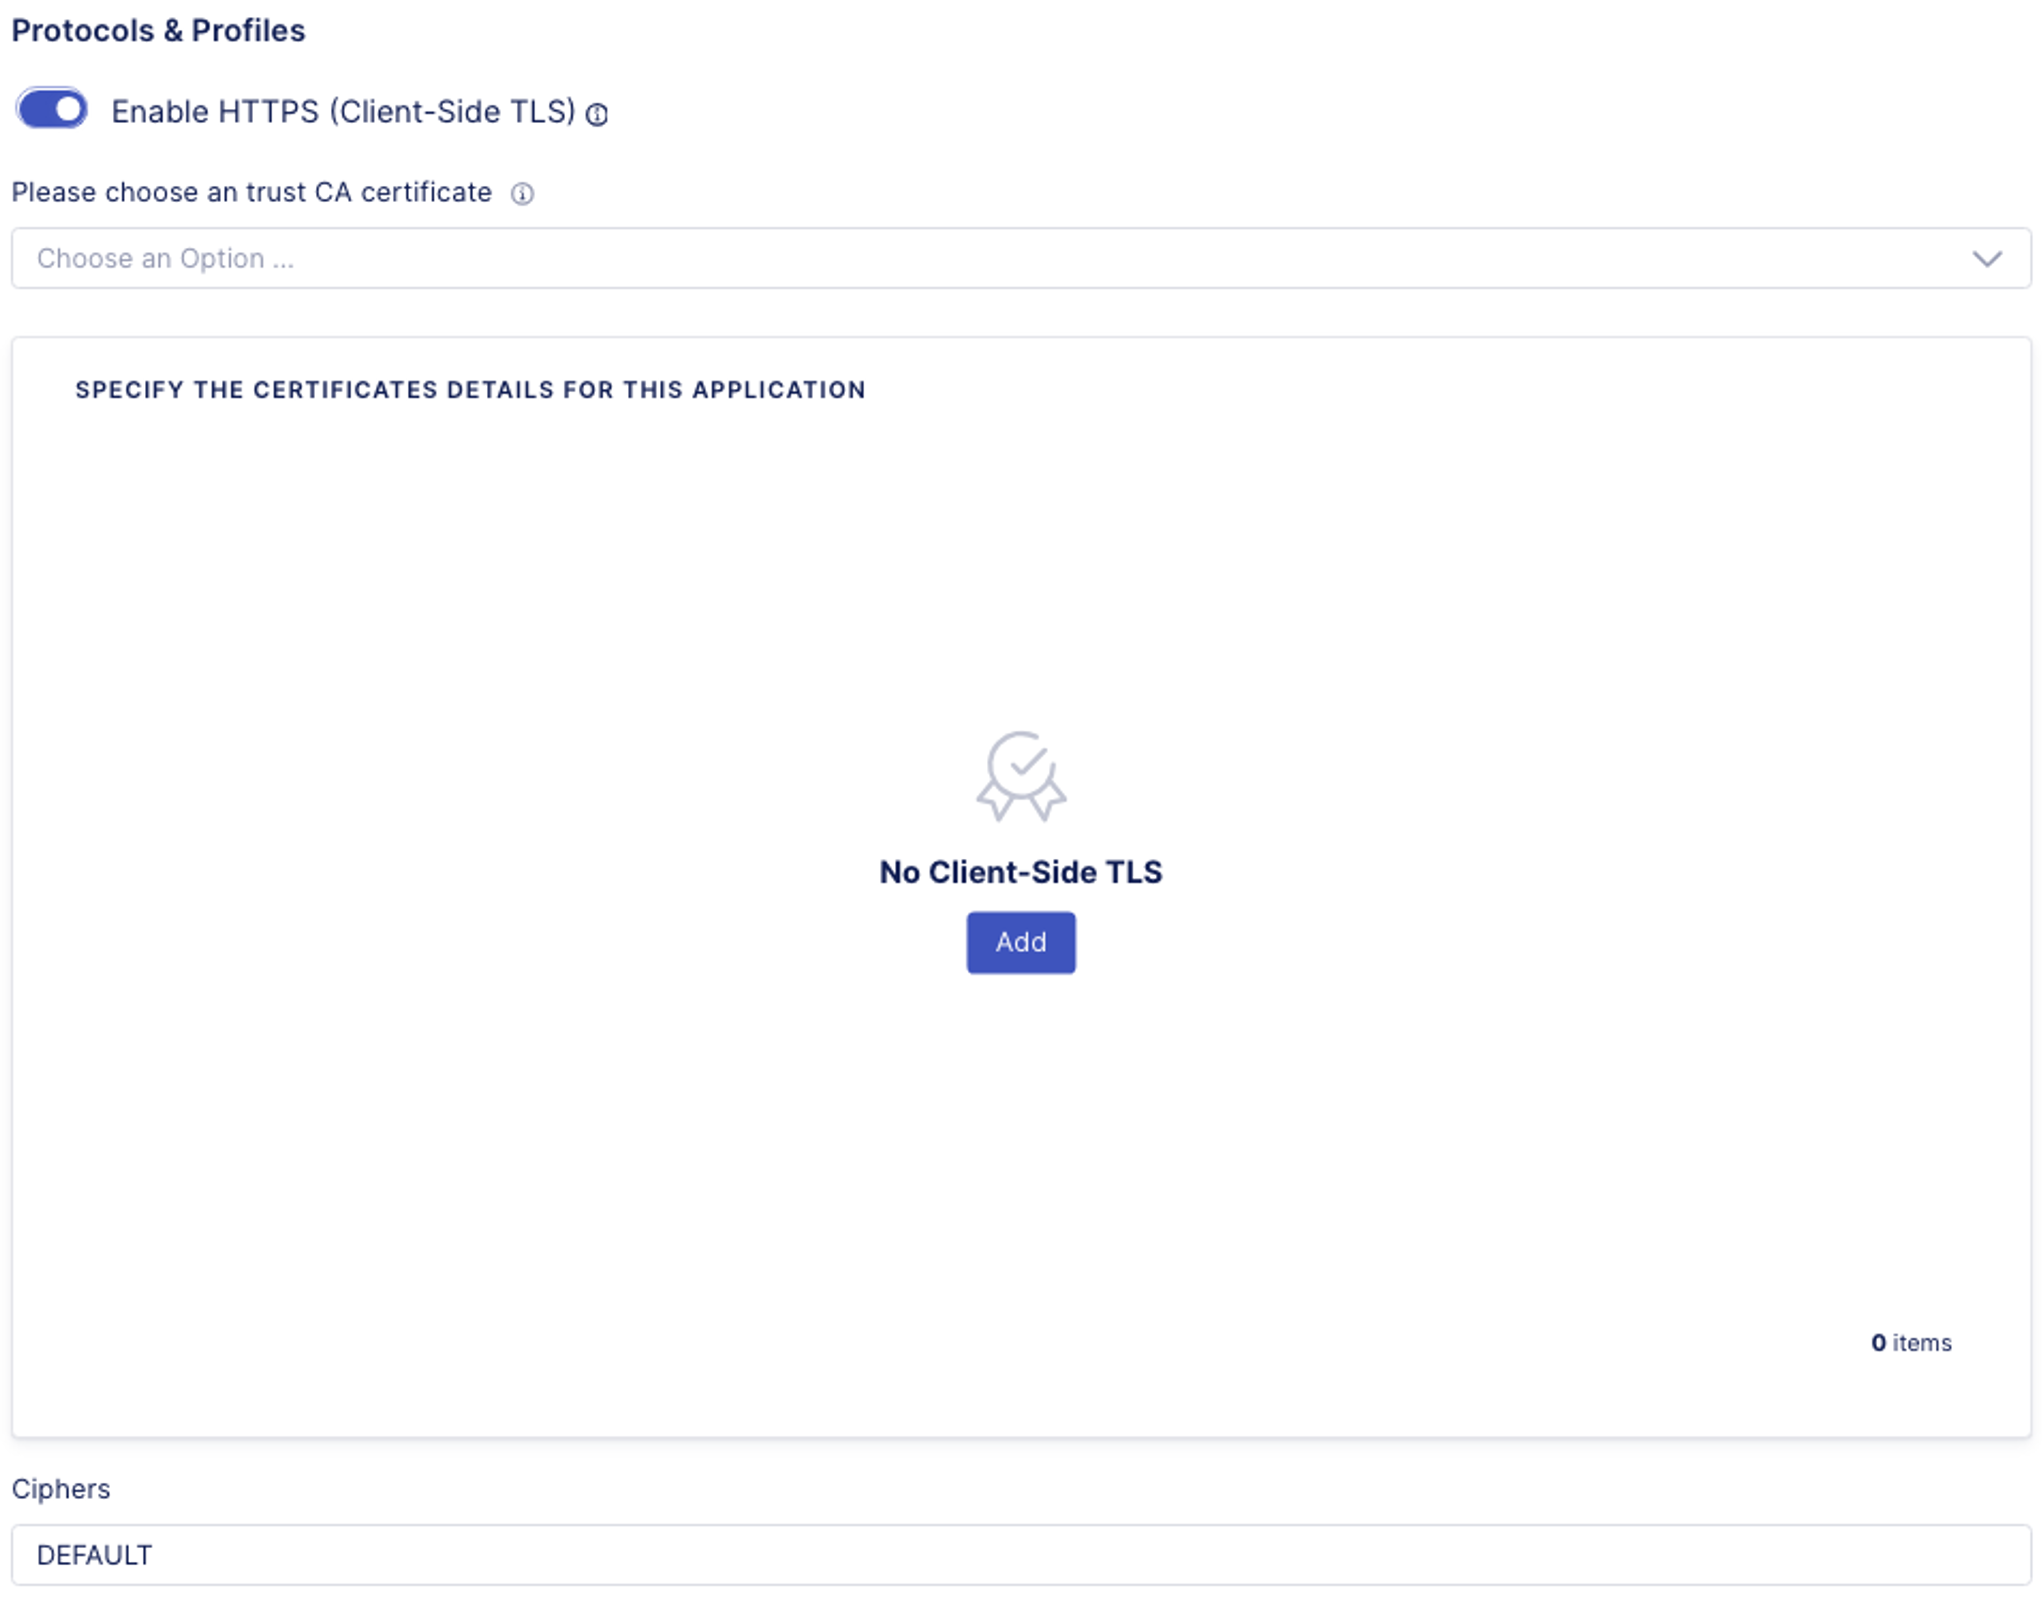 Protocols & Profiles
Enable HTTPS (Client-Side TLS)
Please choose an trust CA certificate
Choose an Option ...
SPECIFY THE CERTIFICATES DETAILS FOR THIS APPLICATION
No Client-Side TLS
Add
0 items
Ciphers
DEFAULT